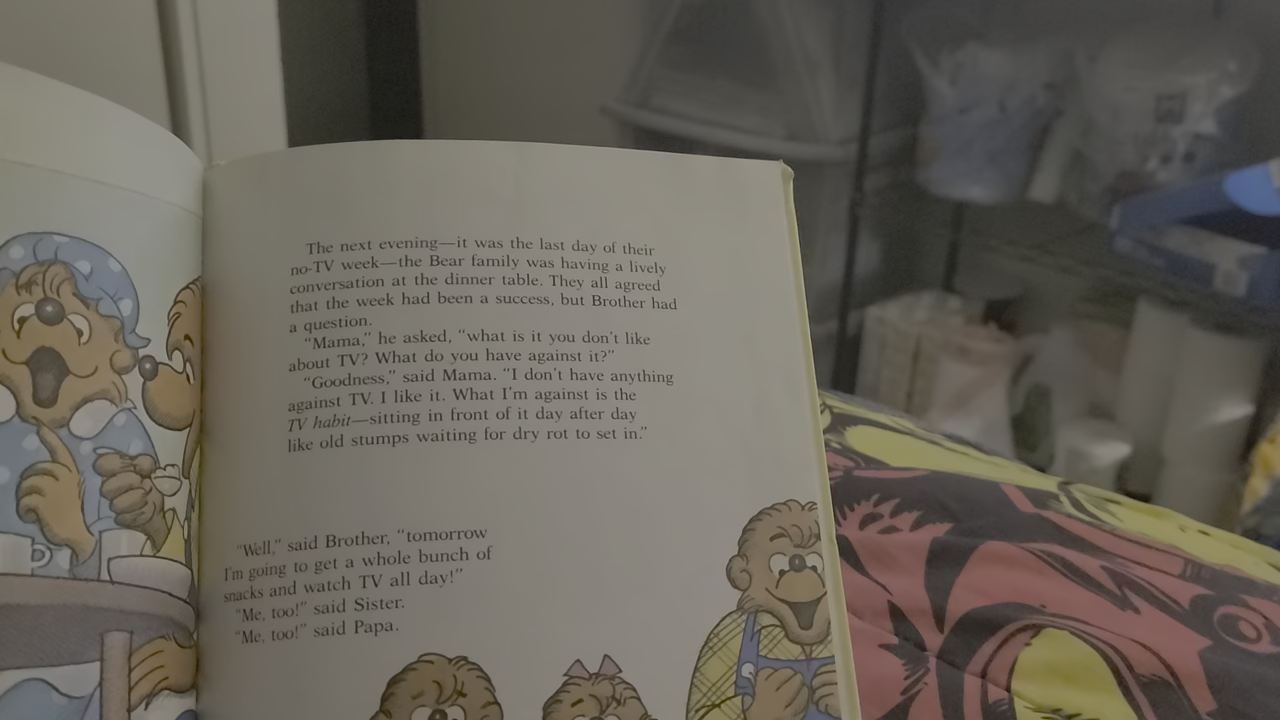 The next evening—it was the last day of their
no-TV week—the Bear family was having a lively
conversation at the dinner table. They all agreed
that the week had been a success, but Brother had
a question.
“Mama,” he asked, “what is it you don’t like
about TV? What do you have against it?”
“Goodness,” said Mama. “I don’t have anything
against TV. I like it. What I’m against is the
TV habit—sitting in front of it day after day
like old stumps waiting for dry rot to set in.”
“Well,” said Brother, “tomorrow
I’m going to get a whole bunch of
snacks and watch TV all day!”
“Me, too!” said Sister.
“Me, too!” said Papa.